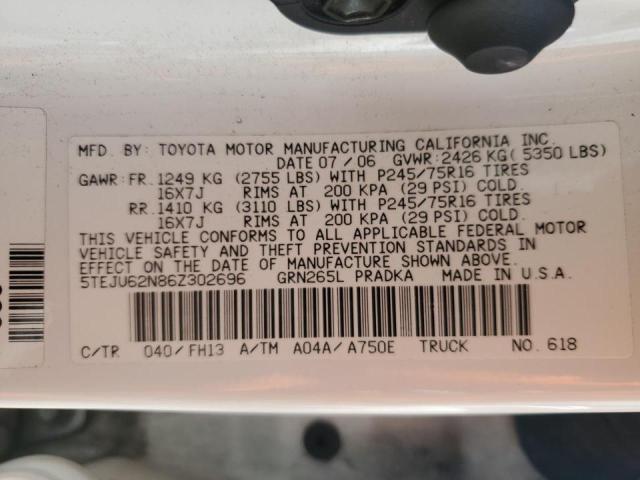 MFD. BY: TOYOTA MOTOR MANUFACTURING CALIFORNIA INC.
DATE 07 / 06 GVWR: 2426 KG( 5350 LBS)
GAWR: FR. 1249 KG (2755 LBS) WITH P245/75R16 TIRES
16X7J RIMS AT 200 KPA (29 PSI) COLD.
RR. 1410 KG (3110 LBS) WITH P245/75R16 TIRES
16X7J RIMS AT 200 KPA (29 PSI) COLD.
THIS VEHICLE CONFORMS TO ALL APPLICABLE FEDERAL MOTOR
VEHICLE SAFETY AND THEFT PREVENTION STANDARDS IN
EFFECT ON THE DATE OF MANUFACTURE SHOWN ABOVE.
5TEJU62N86Z302696 GRN265L PRADKA MADE IN U.S.A.
C/TR 040/FH13 A/TM A04A/A750E TRUCK NO. 618